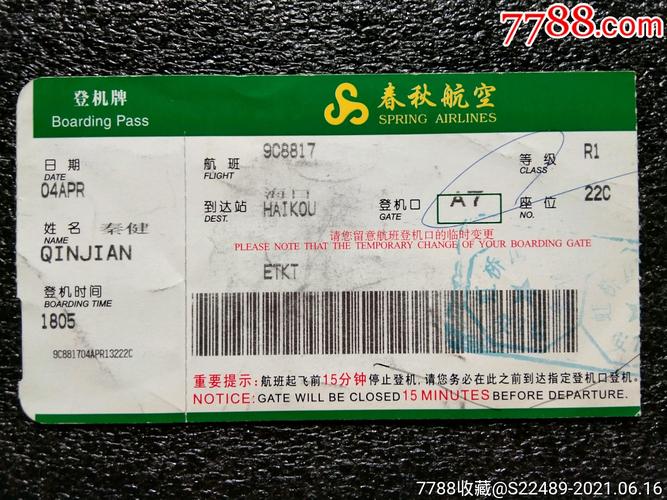 7788.com
登机牌
Boarding Pass
春秋航空
SPRING AIRLINES
日期
DATE
04APR
姓名 秦健
NAME
QINJIAN
登机时间
BOARDING TIME
1805
9C881704APR13222C
航班 9C8817
FLIGHT
等级 R1
CLASS
海口
到达站 HAIKOU
DEST.
登机口 A7
GATE
座位 22C
NO.
请您留意航班登机口的临时变更
PLEASE NOTE THAT THE TEMPORARY CHANGE OF YOUR BOARDING GATE
ETKT
虹桥
重要提示:航班起飞前15分钟停止登机,请您务必在此之前到达指定登机口登机。
NOTICE: GATE WILL BE CLOSED 15 MINUTES BEFORE DEPARTURE.
7788收藏@S22489-2021.06.16